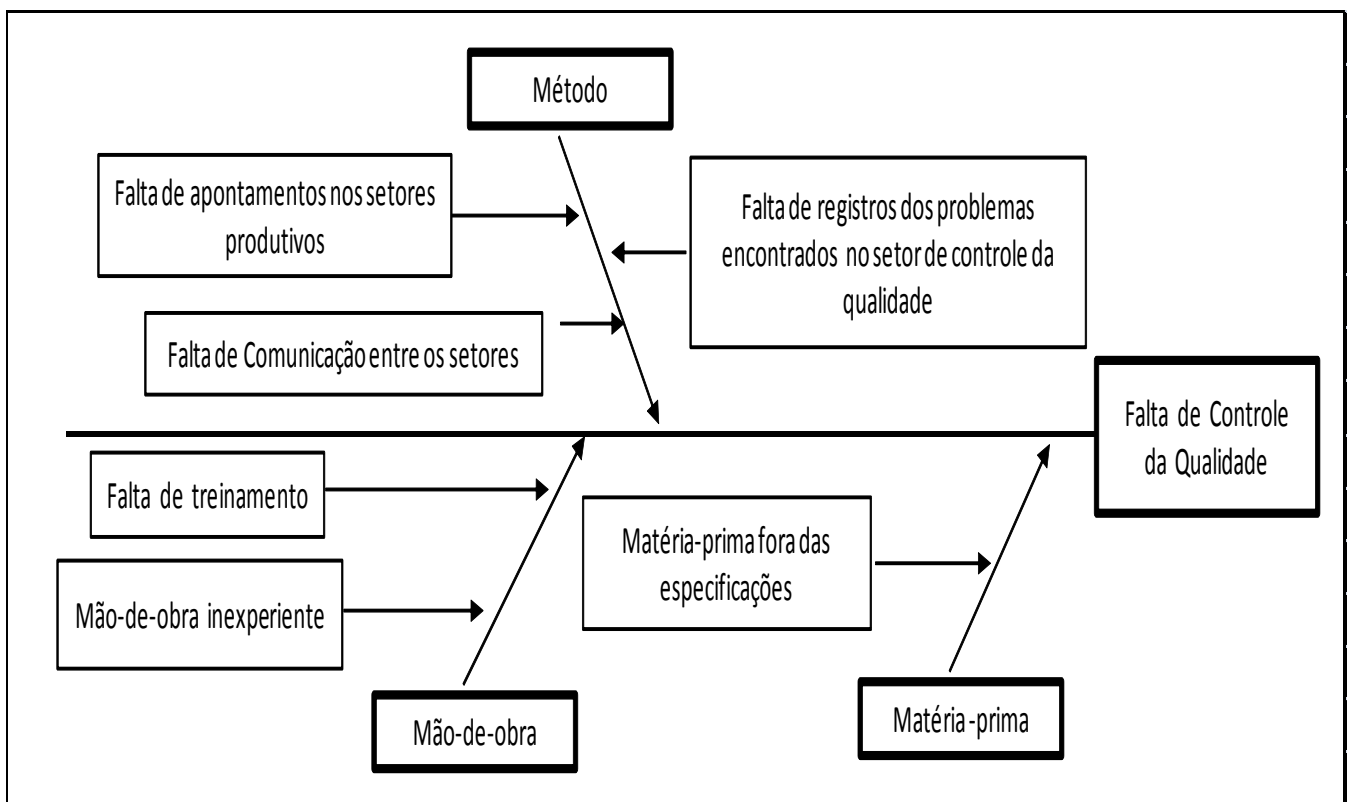 Método
Falta de apontamentos nos setores
produtivos
Falta de registros dos problemas
encontrados no setor de controle da
qualidade
Falta de Comunicação entre os setores
Falta de Controle
da Qualidade
Falta de treinamento
Matéria-prima fora das
especificações
Mão-de-obra inexperiente
Mão-de-obra
Matéria-prima